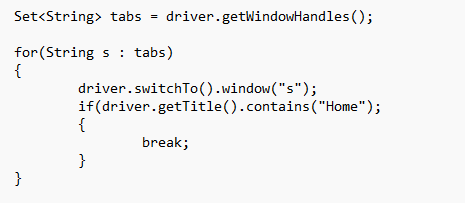 Set<String> tabs = driver.getWindowHandles();
for(String s : tabs)
{
driver.switchTo().window("s");
if(driver.getTitle().contains("Home");
{
break;
}
}